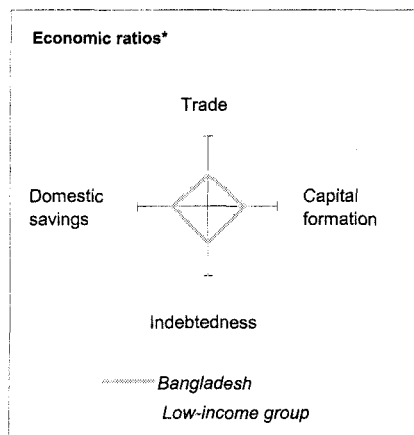 Economic ratios*
Trade
Domestic
savings
Capital
formation
Indebtedness
Bangladesh
Low-income group